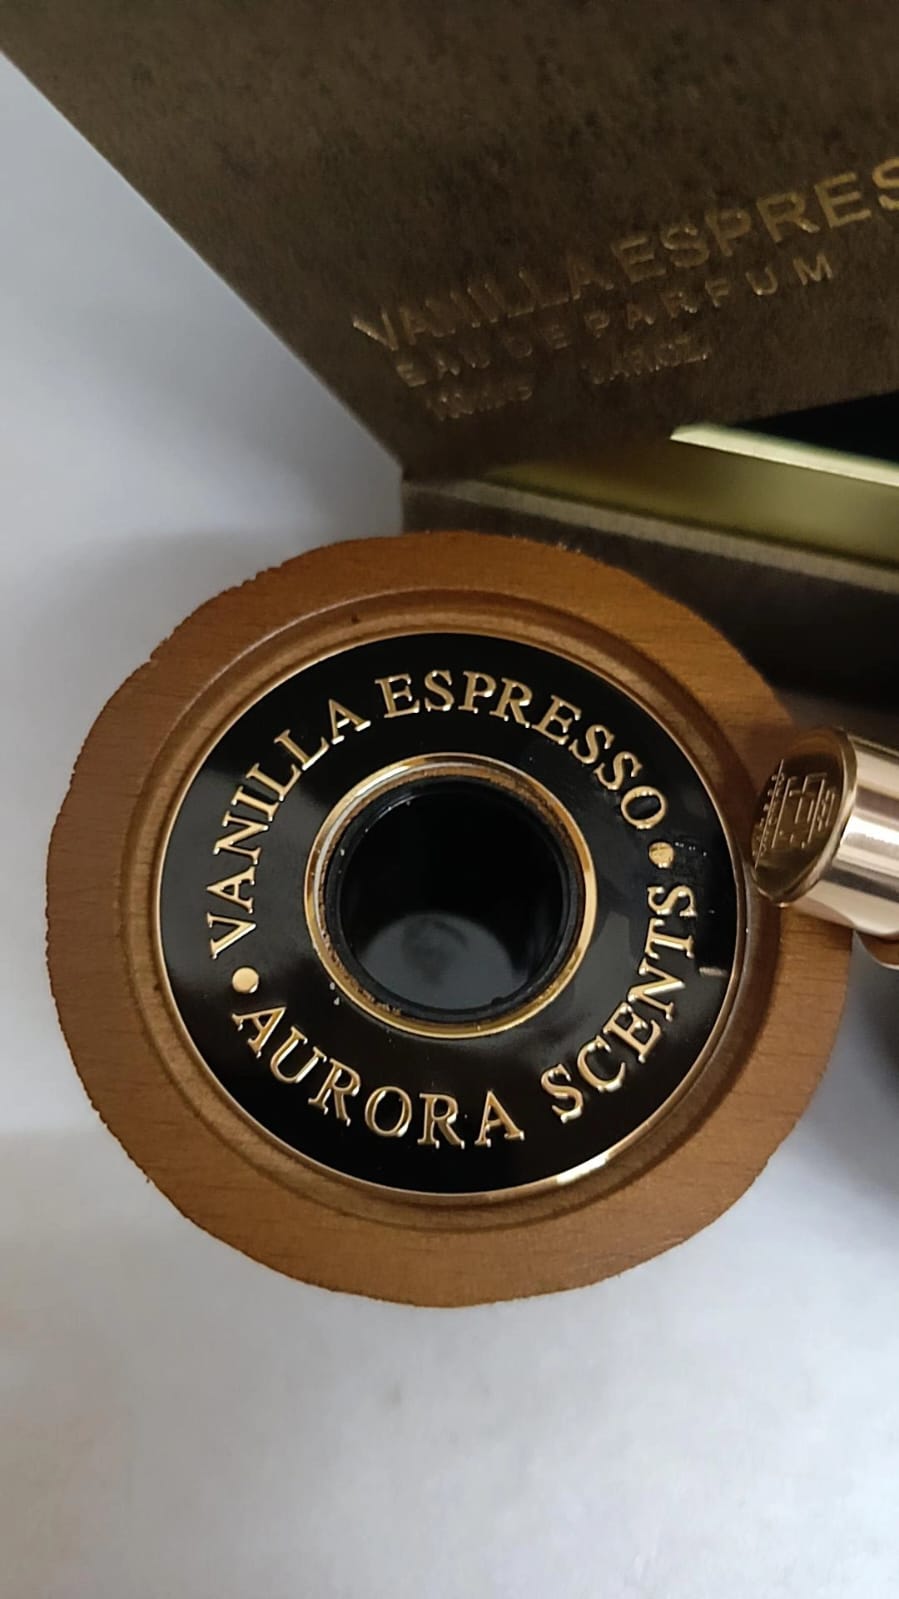 VANILLA ESPRES
EAU DE PARFUM
VANILLA ESPRESSO
AURORA SCENTS